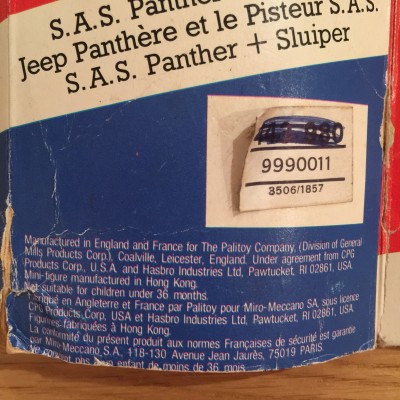 S.A.S. Panther
Jeep Panthère et le Pisteur S.A.S.
S.A.S. Panther + Sluiper
9990011
3506/1857
Manufactured in England and France for The Palitoy Company, (Division of General
Mills Products Corp.), Coalville, Leicester, England. Under agreement from CPG
Products Corp., U.S.A. and Hasbro Industries Ltd, Pawtucket, RI 02861, USA
Mini-figure manufactured in Hong Kong.
Not suitable for children under 36 months.
Fabriqué en Angleterre et France par Palitoy pour Miro-Meccano SA, sous licence
CPG Products Corp, USA et Hasbro Industries Ltd, Pawtucket, RI 02861, USA
Figurines fabriquées à Hong Kong.
La conformité du présent produit aux normes Françaises de sécurité est garantie
par Miro Meccano S.A., 118-130 Avenue Jean Jaurès, 75019 PARIS
Ne convient pas enfant de moins de 36 mois